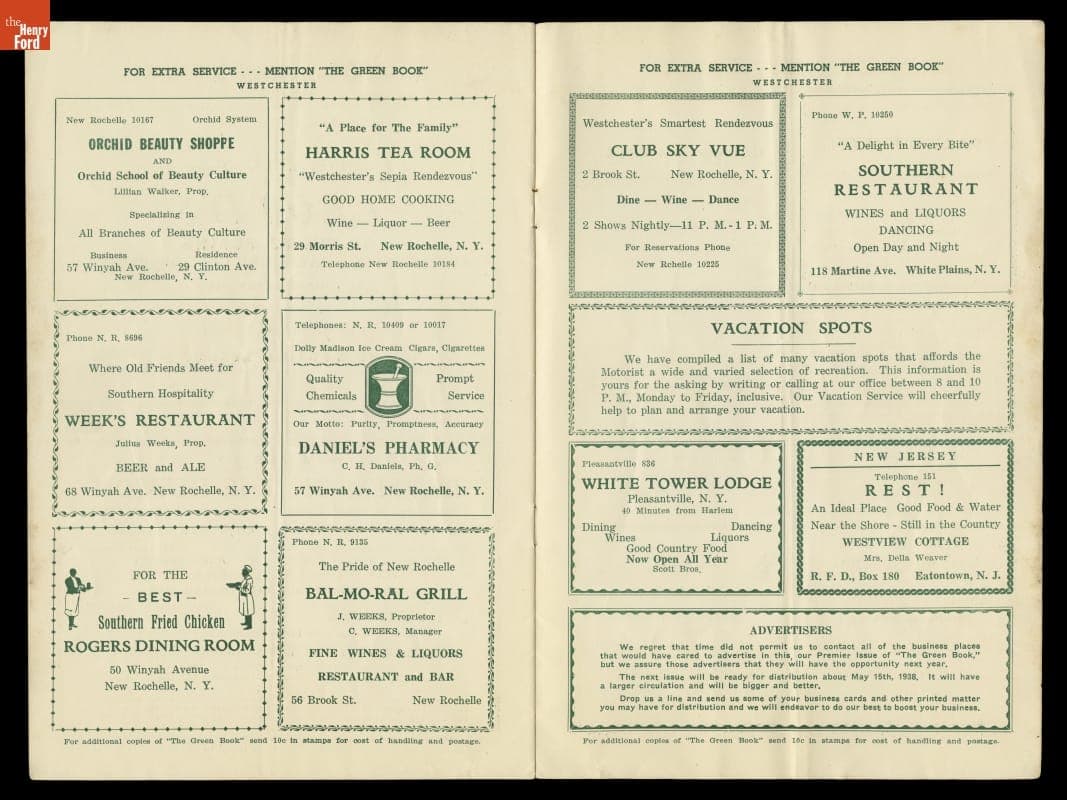 the
Henry
Ford
FOR EXTRA SERVICE - - - MENTION "THE GREEN BOOK"
WESTCHESTER
New Rochelle 10167 Orchid System
ORCHID BEAUTY SHOPPE
AND
Orchid School of Beauty Culture
Lillian Walker, Prop.
Specializing in
All Branches of Beauty Culture
Business Residence
57 Winyah Ave. 29 Clinton Ave.
New Rochelle, N. Y.
"A Place for The Family"
HARRIS TEA ROOM
"Westchester's Sepia Rendezvous"
GOOD HOME COOKING
Wine — Liquor — Beer
29 Morris St. New Rochelle, N. Y.
Telephone New Rochelle 10184
Phone N. R. 8696
Where Old Friends Meet for
Southern Hospitality
WEEK'S RESTAURANT
Julius Weeks, Prop.
BEER and ALE
68 Winyah Ave. New Rochelle, N. Y.
Telephones: N. R. 10409 or 10017
Dolly Madison Ice Cream Cigars, Cigarettes
Quality Prompt
Chemicals Service
Our Motto: Purity, Promptness, Accuracy
DANIEL'S PHARMACY
C. H. Daniels, Ph. G.
57 Winyah Ave. New Rochelle, N. Y.
FOR THE
- BEST -
Southern Fried Chicken
ROGERS DINING ROOM
50 Winyah Avenue
New Rochelle, N. Y.
Phone N. R. 9135
The Pride of New Rochelle
BAL-MO-RAL GRILL
J. WEEKS, Proprietor
C. WEEKS, Manager
FINE WINES & LIQUORS
RESTAURANT and BAR
56 Brook St. New Rochelle
For additional copies of "The Green Book" send 10c in stamps for cost of handling and postage.
FOR EXTRA SERVICE - - - MENTION "THE GREEN BOOK"
WESTCHESTER
Westchester's Smartest Rendezvous
CLUB SKY VUE
2 Brook St. New Rochelle, N. Y.
Dine — Wine — Dance
2 Shows Nightly—11 P. M. - 1 P. M.
For Reservations Phone
New Rchelle 10225
Phone W. P. 10250
"A Delight in Every Bite"
SOUTHERN
RESTAURANT
WINES and LIQUORS
DANCING
Open Day and Night
118 Martine Ave. White Plains, N. Y.
VACATION SPOTS
We have compiled a list of many vacation spots that affords the
Motorist a wide and varied selection of recreation. This information is
yours for the asking by writing or calling at our office between 8 and 10
P. M., Monday to Friday, inclusive. Our Vacation Service will cheerfully
help to plan and arrange your vacation.
Pleasantville 836
WHITE TOWER LODGE
Pleasantville, N. Y.
40 Minutes from Harlem
Dining Dancing
Wines Liquors
Good Country Food
Now Open All Year
Scott Bros.
NEW JERSEY
Telephone 151
REST!
An Ideal Place Good Food & Water
Near the Shore - Still in the Country
WESTVIEW COTTAGE
Mrs. Della Weaver
R. F. D., Box 180 Eatontown, N. J.
ADVERTISERS
We regret that time did not permit us to contact all of the business places
that would have cared to advertise in this, our Premier Issue of "The Green Book,"
but we assure those advertisers that they will have the opportunity next year.
The next issue will be ready for distribution about May 15th, 1938. It will have
a larger circulation and will be bigger and better.
Drop us a line and send us some of your business cards and other printed matter
you may have for distribution and we will endeavor to do our best to boost your business.
For additional copies of "The Green Book" send 10c in stamps for cost of handling and postage.